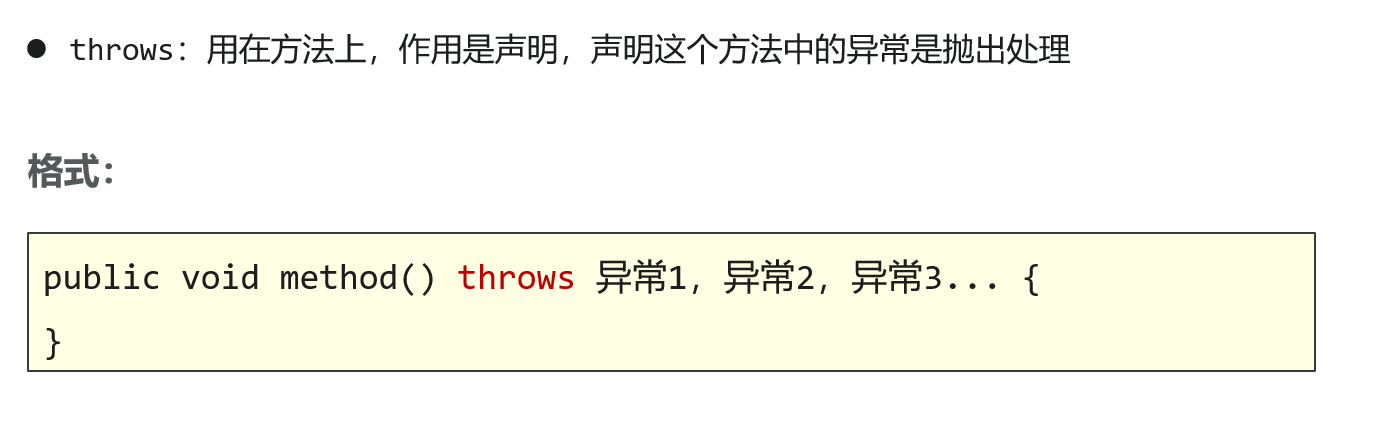 ● throws：用在方法上，作用是声明，声明这个方法中的异常是抛出处理
格式：
public void method() throws 异常1，异常2，异常3... {
}